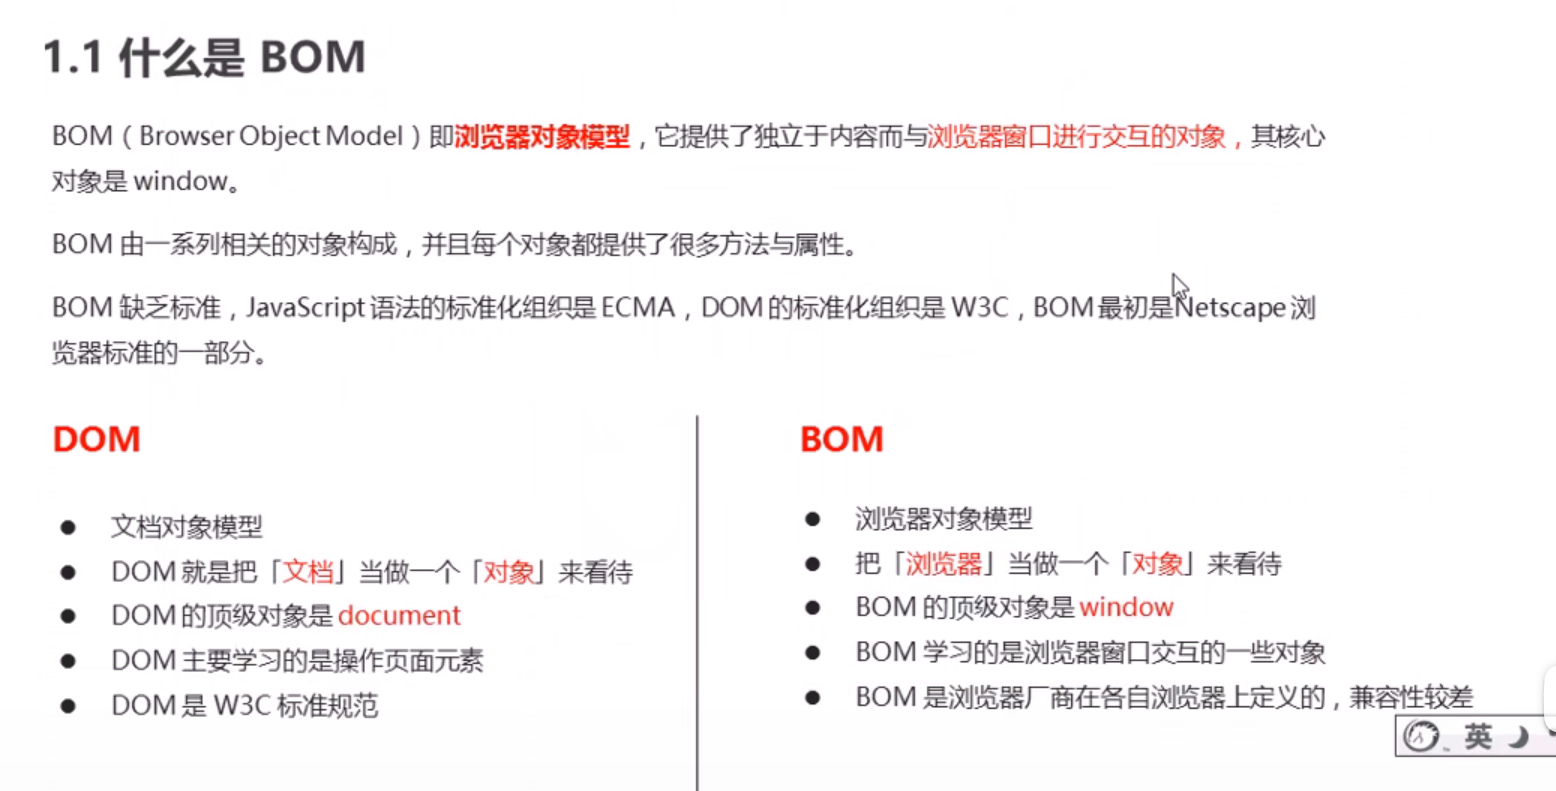 1.1 什么是 BOM
BOM（Browser Object Model）即浏览器对象模型，它提供了独立于内容而与浏览器窗口进行交互的对象，其核心
对象是 window。
BOM 由一系列相关的对象构成，并且每个对象都提供了很多方法与属性。
BOM 缺乏标准，JavaScript 语法的标准化组织是 ECMA，DOM 的标准化组织是 W3C，BOM 最初是Netscape 浏
览器标准的一部分。
DOM
文档对象模型
DOM 就是把「文档」当做一个「对象」来看待
DOM 的顶级对象是 document
DOM 主要学习的是操作页面元素
DOM 是 W3C 标准规范
BOM
浏览器对象模型
把「浏览器」当做一个「对象」来看待
BOM 的顶级对象是 window
BOM 学习的是浏览器窗口交互的一些对象
BOM 是浏览器厂商在各自浏览器上定义的，兼容性较差
英